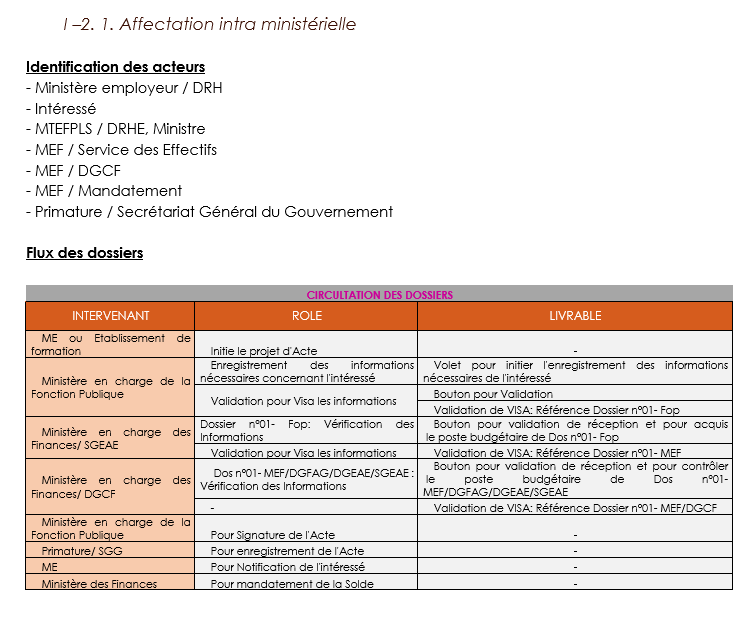 I –2. 1. Affectation intra ministérielle
Identification des acteurs
- Ministère employeur / DRH
- Intéressé
- MTEFPLS / DRHE, Ministre
- MEF / Service des Effectifs
- MEF / DGCF
- MEF / Mandatement
- Primature / Secrétariat Général du Gouvernement
Flux des dossiers
CIRCULTATION DES DOSSIERS
INTERVENANT ROLE LIVRABLE
ME ou Etablissement de
formation
Initie le projet d'Acte
-
Ministère en charge de la
Fonction Publique
Enregistrement des informations
nécessaires concernant l'intéressé
Volet pour initier l'enregistrement des informations
nécessaires de l'intéressé
Validation pour Visa les informations
Bouton pour Validation
Validation de VISA: Référence Dossier n°01- Fop
Ministère en charge des
Finances/ SGEAE
Dossier n°01- Fop: Vérification des
Informations
Bouton pour validation de réception et pour acquis
le poste budgétaire de Dos n°01- Fop
Validation pour Visa les informations
Validation de VISA: Référence Dossier n°01- MEF
Ministère en charge des
Finances/ DGCF
Dos n°01- MEF/DGFAG/DGEAE/SGEAE :
Vérification des Informations
Bouton pour validation de réception et pour contrôler
le poste budgétaire de Dos n°01-
MEF/DGFAG/DGEAE/SGEAE
-
Validation de VISA: Référence Dossier n°01- MEF/DGCF
Ministère en charge de la
Fonction Publique
Pour Signature de l'Acte
-
Primature/ SGG
Pour enregistrement de l'Acte
-
ME
Pour Notification de l'intéressé
-
Ministère des Finances
Pour mandatement de la Solde
-